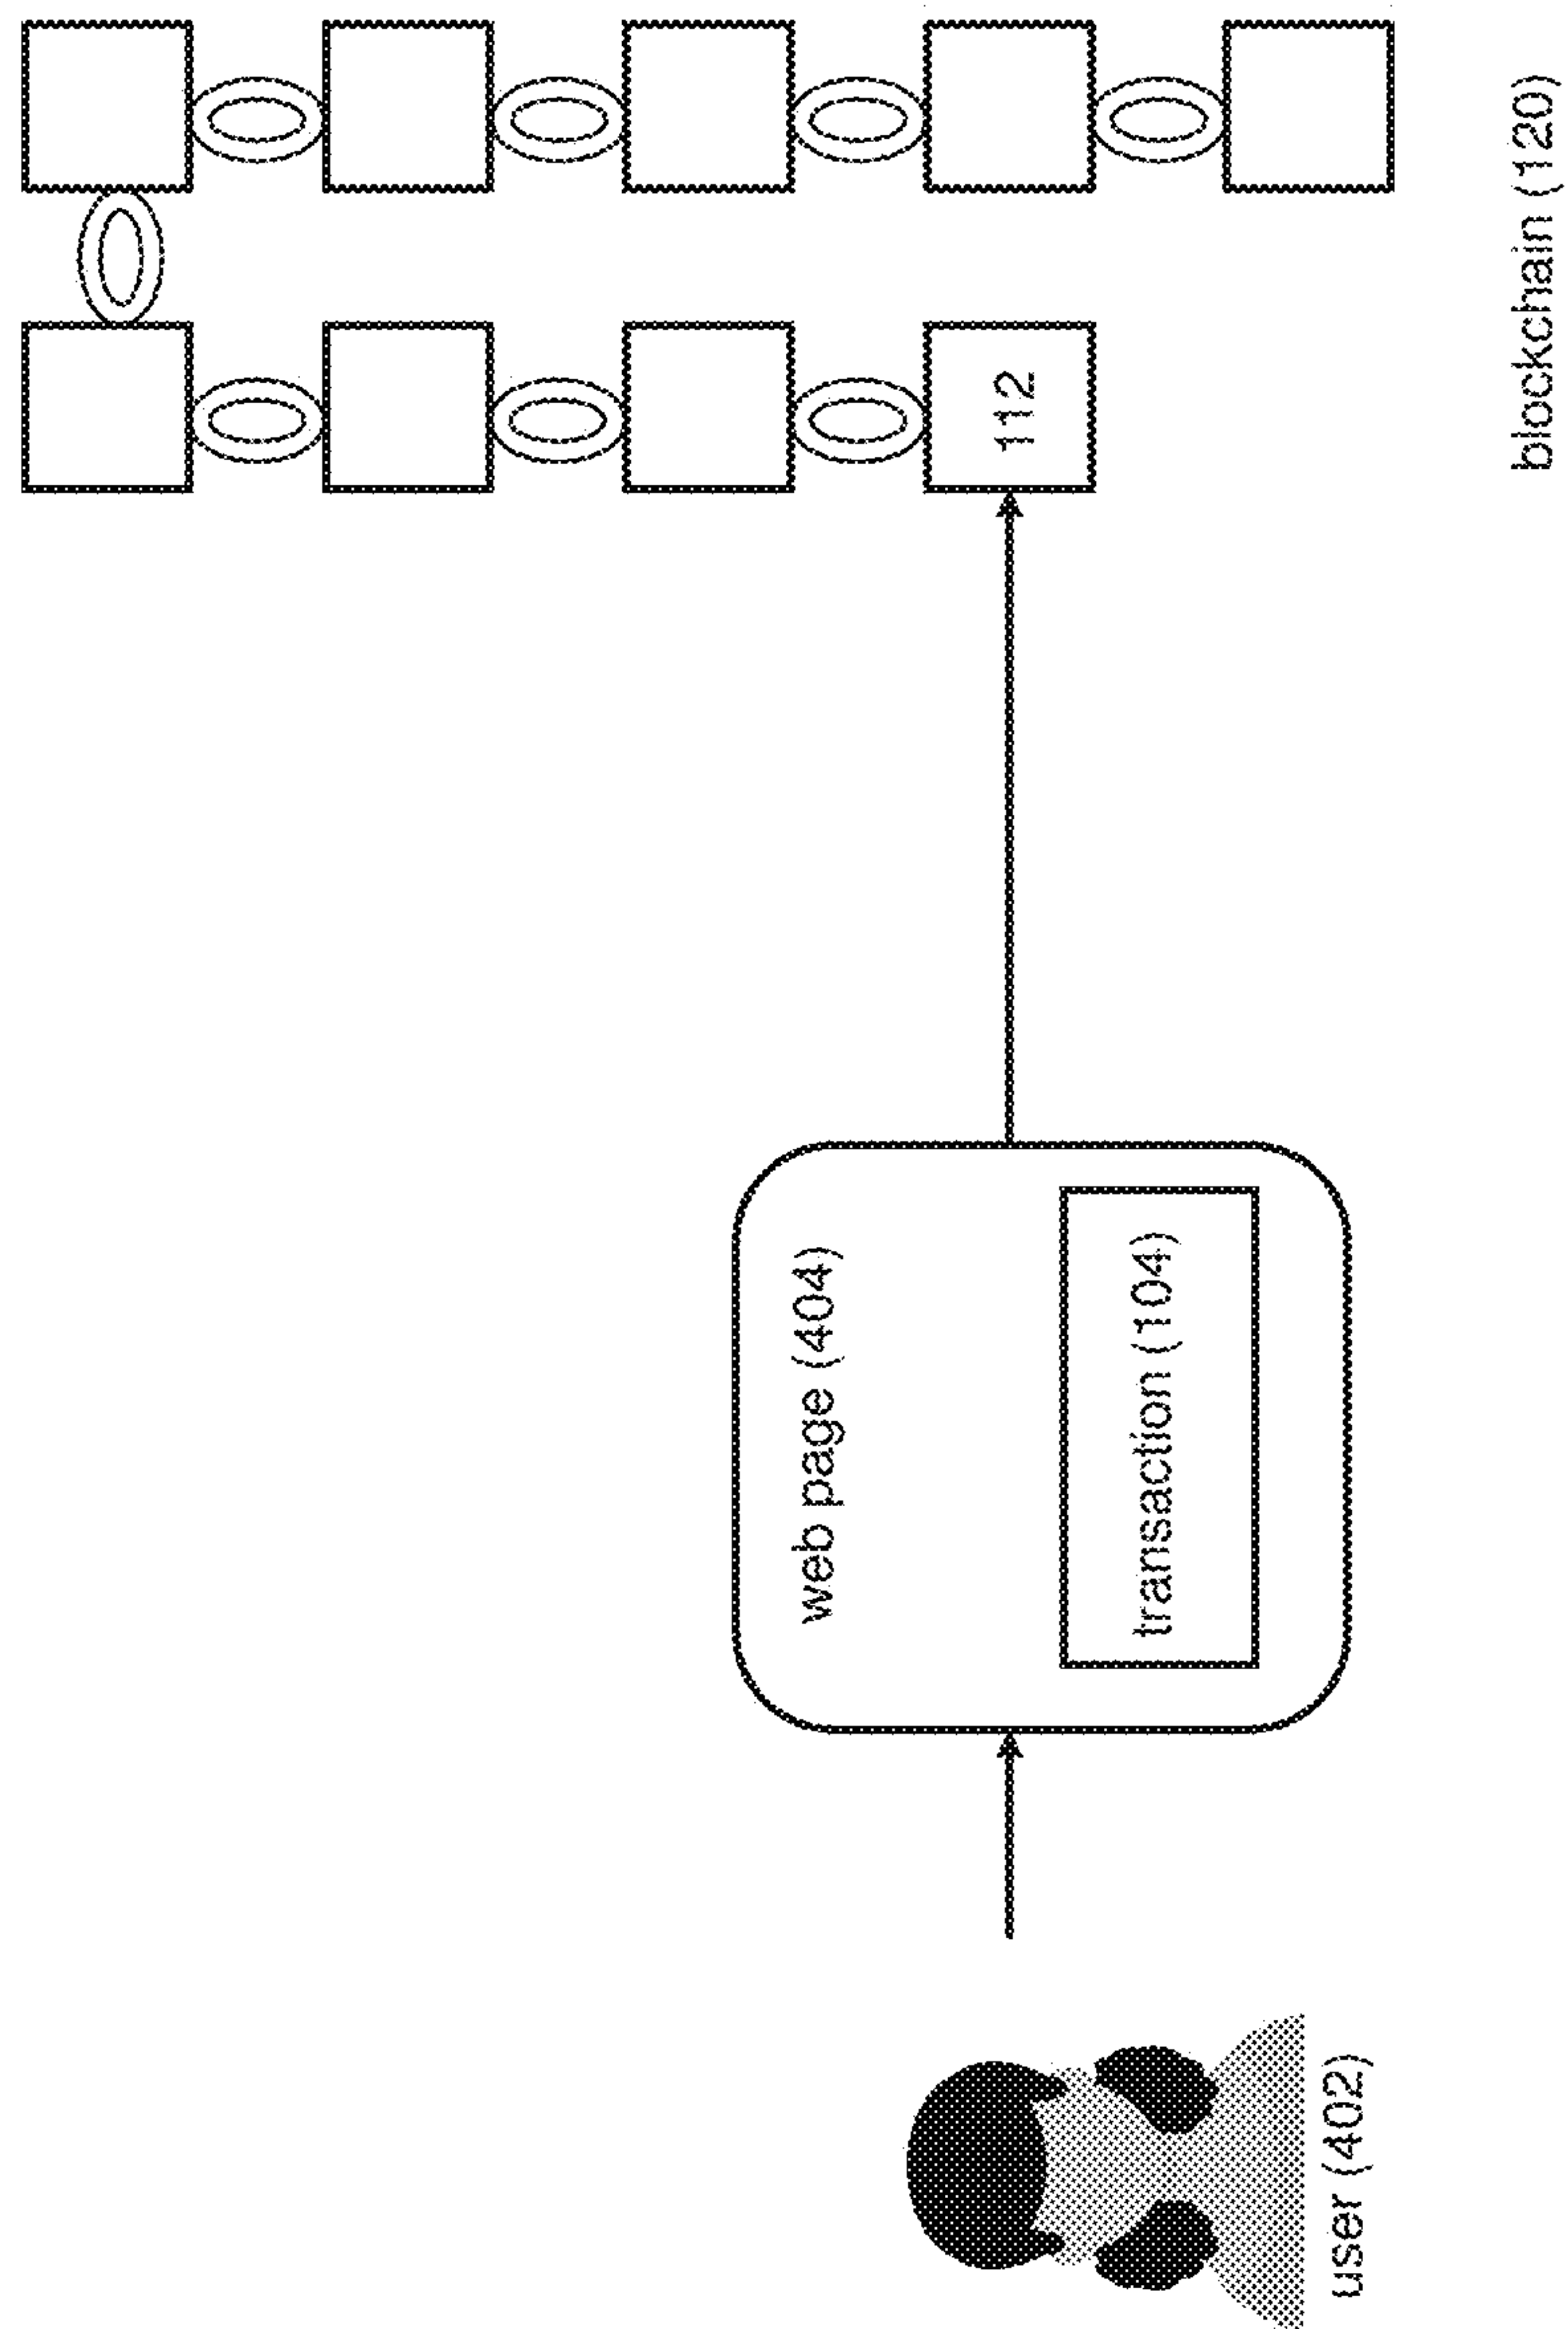 user (402)
web page (404)
transaction (104)
112
blockchain (120)